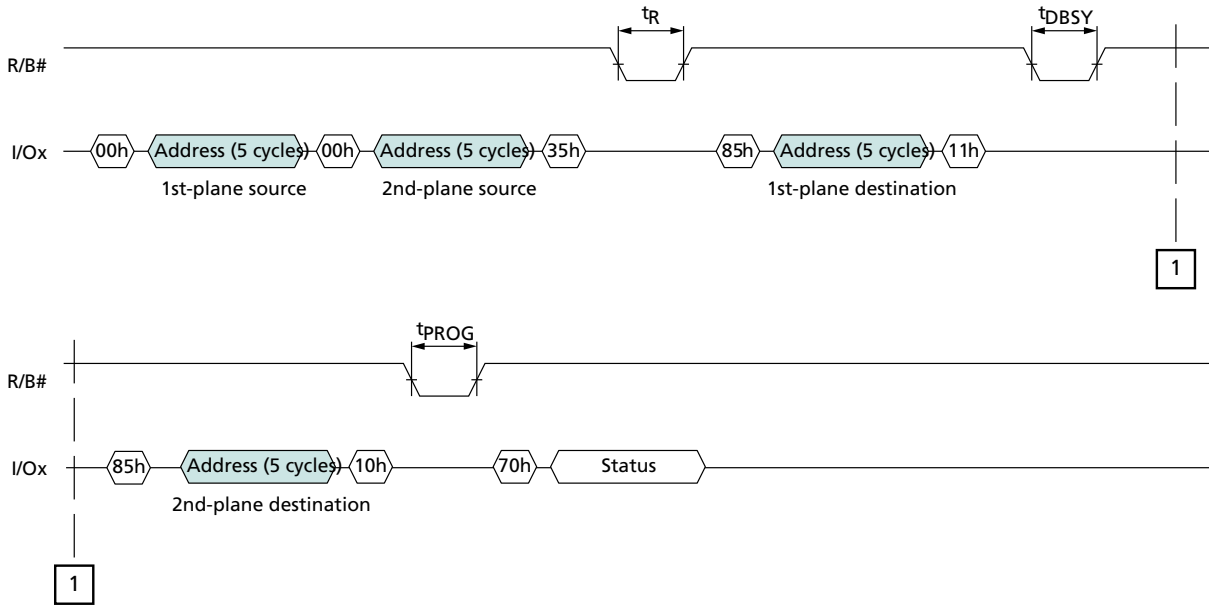 tR tDBSY
R/B#
I/Ox 00h Address (5 cycles) 00h Address (5 cycles) 35h 85h Address (5 cycles) 11h
1st-plane source 2nd-plane source 1st-plane destination
1
tPROG
R/B#
I/Ox 85h Address (5 cycles) 10h 70h Status
2nd-plane destination
1